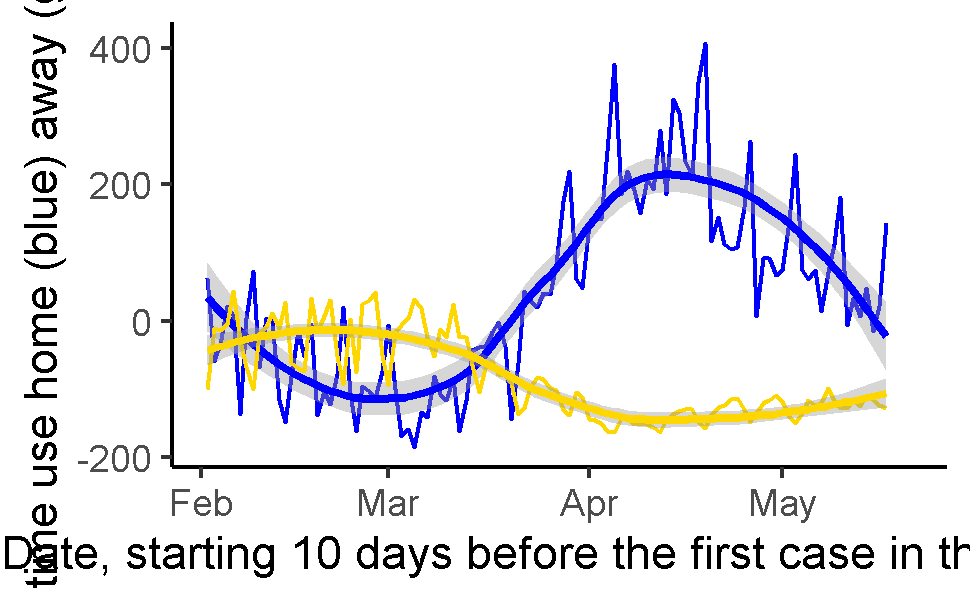 time use home (blue) away (
400
200
0
-200
Feb Mar Apr May
Date, starting 10 days before the first case in th